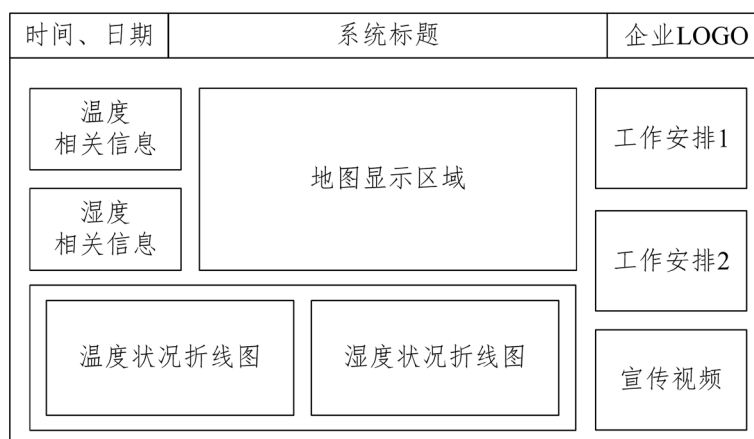 时间、日期
系统标题
企业LOGO
温度
相关信息
湿度
相关信息
地图显示区域
工作安排1
工作安排2
温度状况折线图
湿度状况折线图
宣传视频